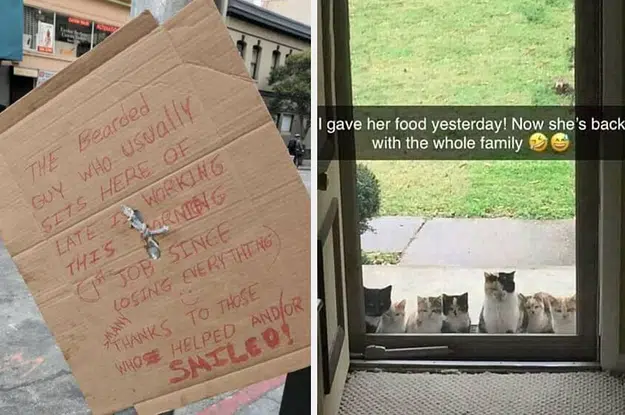 THE Bearded
GUY WHO USUALLY
SITS HERE OF
LATE IS WORKING
THIS MORNING
(1ST JOB SINCE
LOSING EVERYTHING)
MANY
THANKS TO THOSE
WHO HELPED AND/OR
SMILED!
I gave her food yesterday! Now she's back
with the whole family 🤣😅